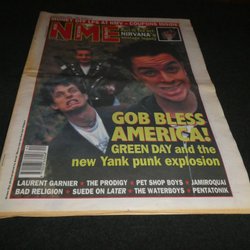 NME
NIRVANA'S
GOB BLESS
AMERICA!
GREEN DAY and the
new Yank punk explosion
LAURENT GARNIER ★ THE PRODIGY ★ PET SHOP BOYS ★ JAMIROQUAI
BAD RELIGION ★ SUEDE ON LATER ★ THE WATERBOYS ★ PENTATONIK